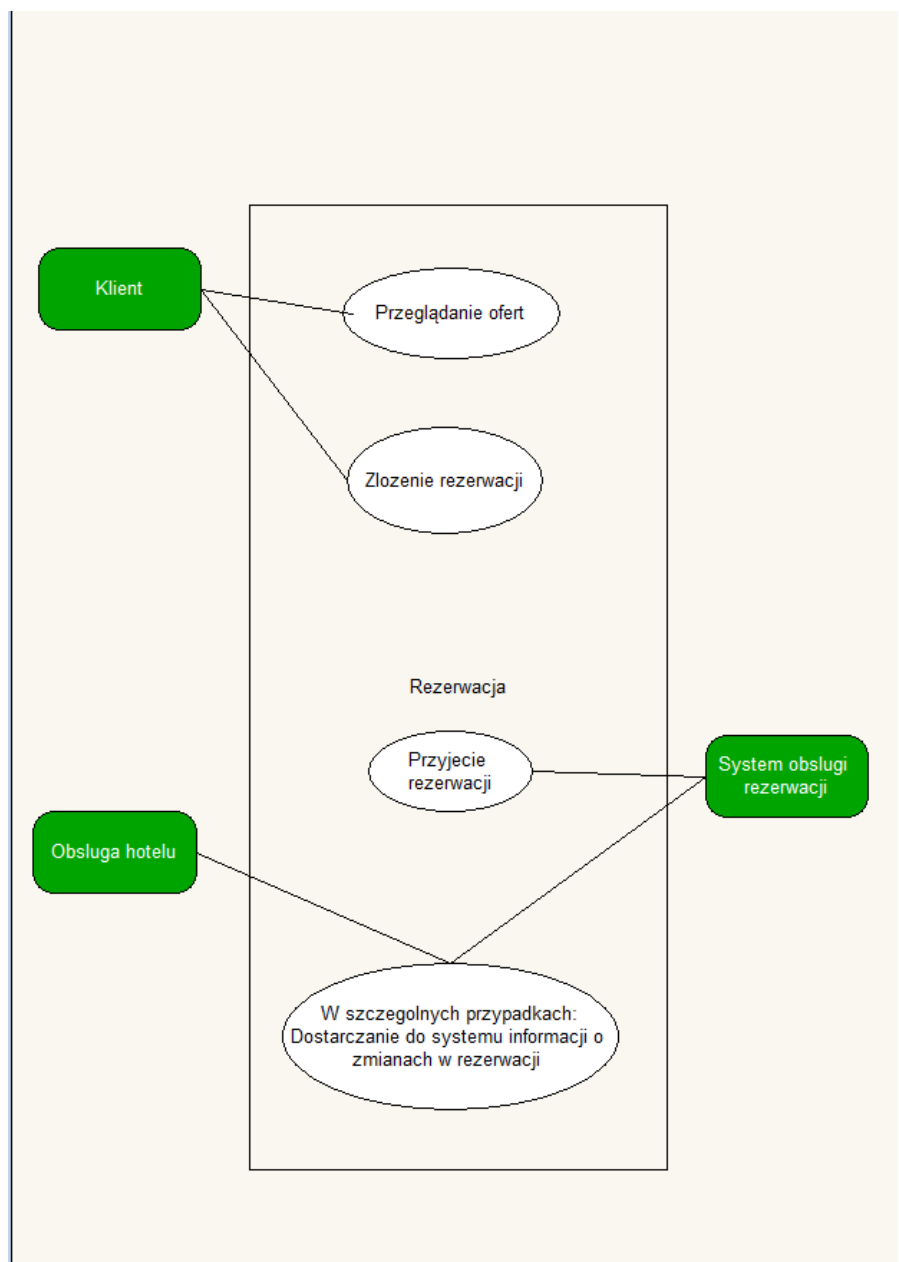 Klient
Przeglądanie ofert
Zlozenie rezerwacji
Rezerwacja
Przyjecie
rezerwacji
System obslugi
rezerwacji
Obsluga hotelu
W szczegolnych przypadkach:
Dostarczanie do systemu informacji o
zmianach w rezerwacji